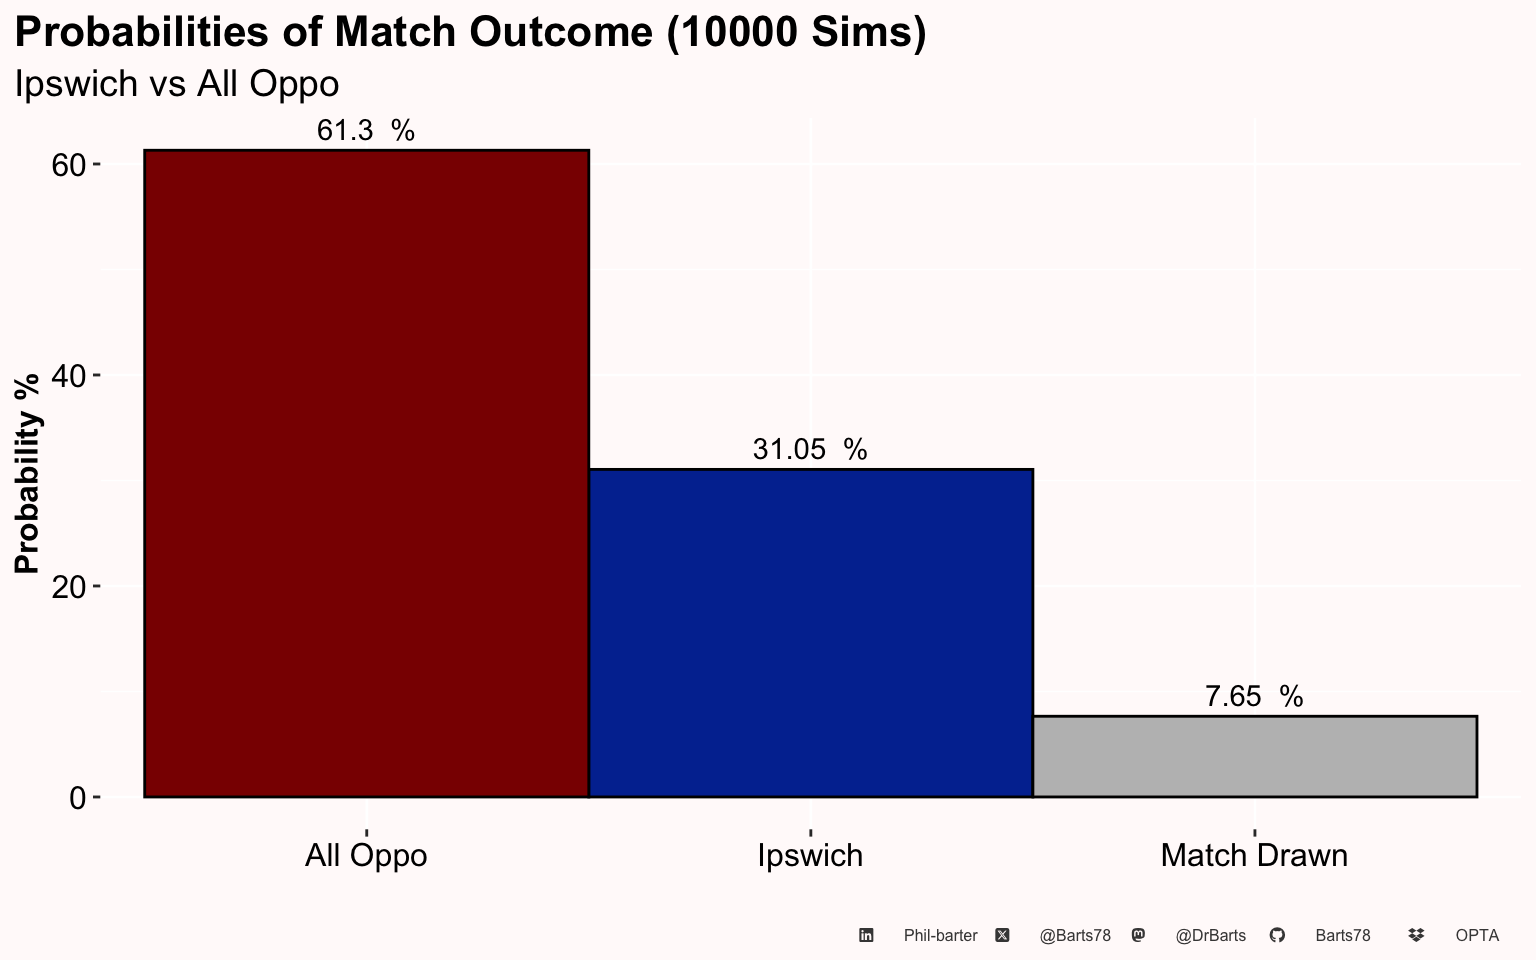 Probabilities of Match Outcome (10000 Sims)
Ipswich vs All Oppo
Probability %
60
40
20
0
61.3 %
31.05 %
7.65 %
All Oppo
Ipswich
Match Drawn
Phil-barter @Barts78 @DrBarts Barts78 OPTA